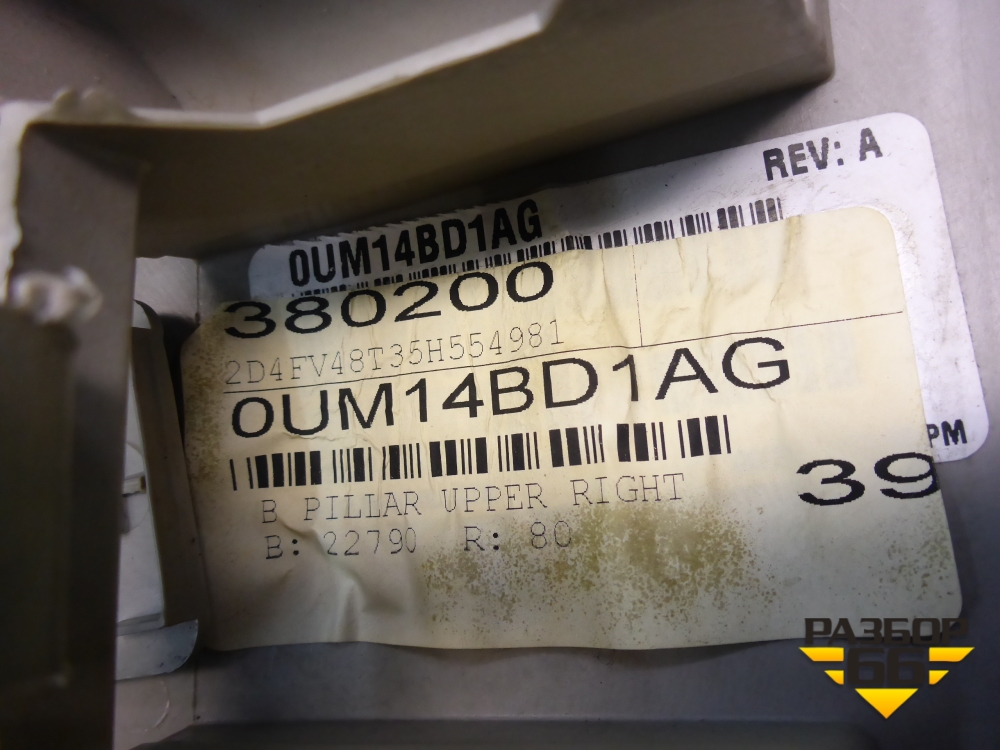 REV: A
0UM14BD1AG
380200
2D4FV48T35H554981
0UM14BD1AG
PM
39
B PILLAR UPPER RIGHT
B: 22790 R: 80
РАЗБОР
66